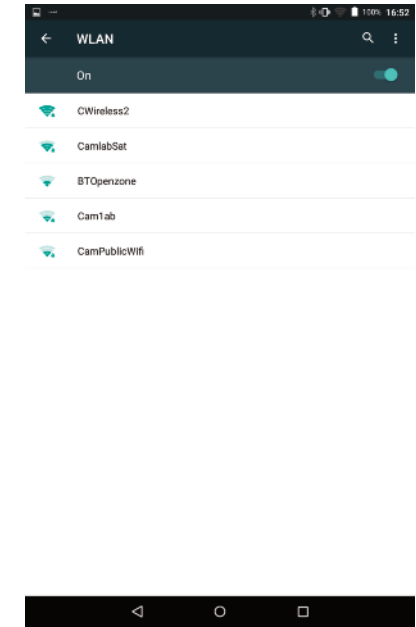 100% 16:52
WLAN
On
CWireless2
CamlabSat
BTOpenzone
Cam1ab
CamPublicWifi